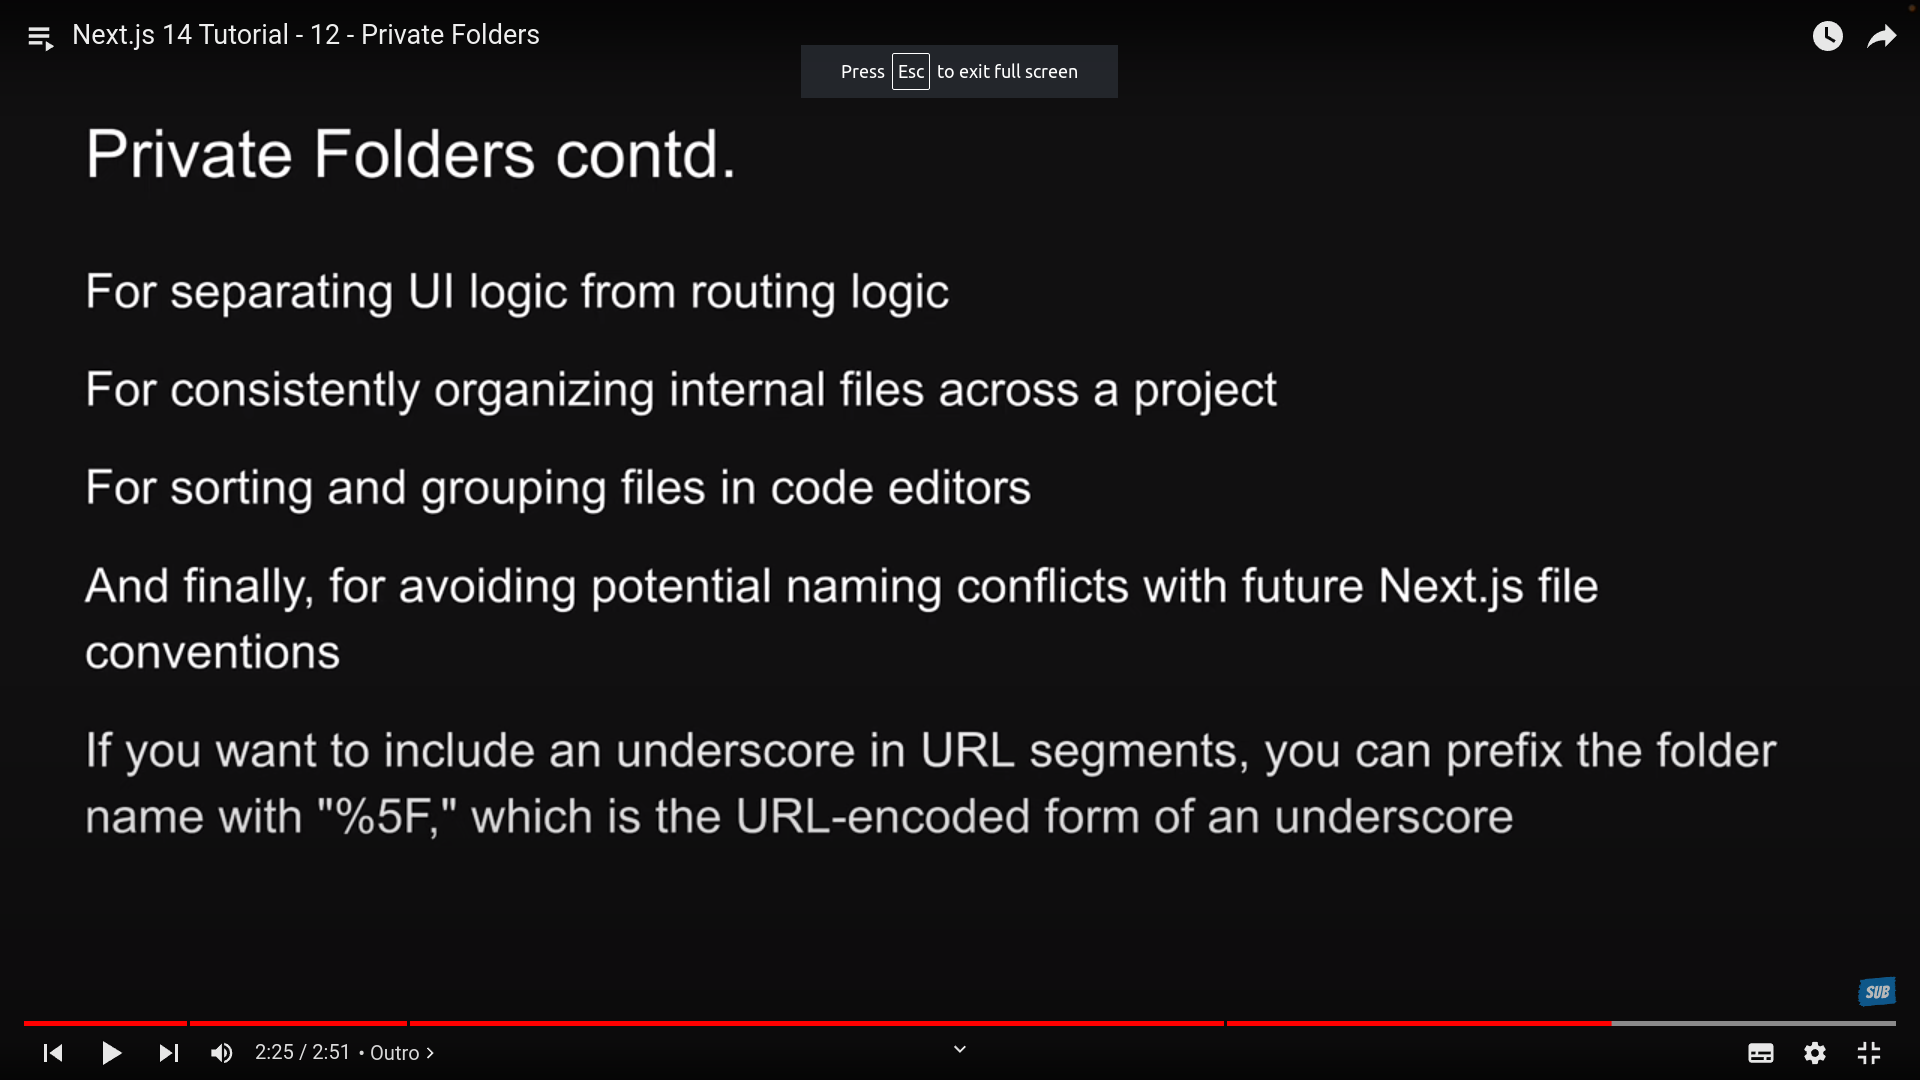 Next.js 14 Tutorial - 12 - Private Folders
Press Esc to exit full screen
Private Folders contd.
For separating UI logic from routing logic
For consistently organizing internal files across a project
For sorting and grouping files in code editors
And finally, for avoiding potential naming conflicts with future Next.js file
conventions
If you want to include an underscore in URL segments, you can prefix the folder
name with "%5F," which is the URL-encoded form of an underscore
SUB
2:25 / 2:51 • Outro